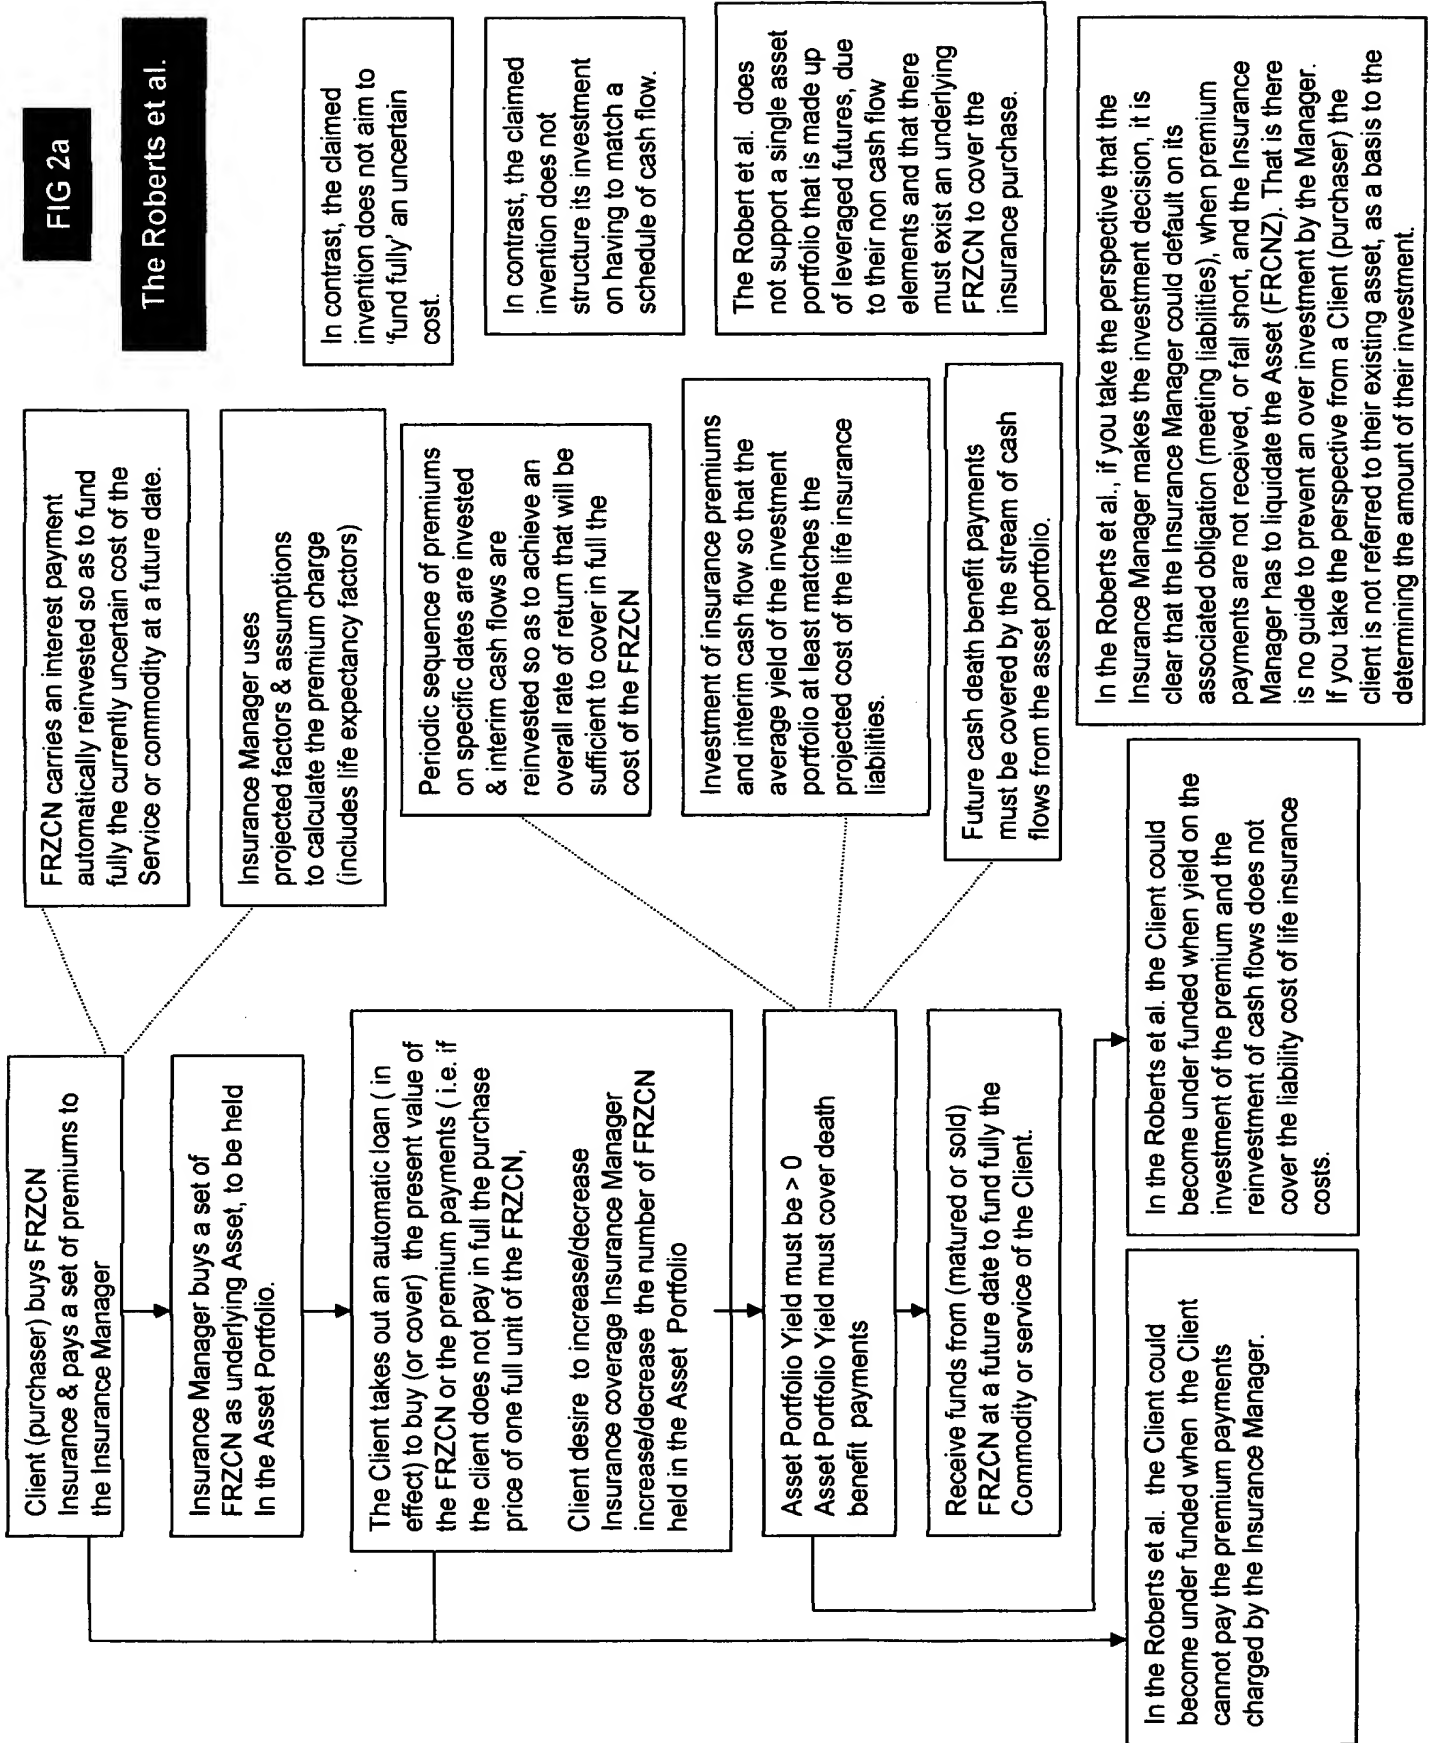 FIG 2a
The Roberts et al.
Client (purchaser) buys FRZCN
Insurance & pays a set of premiums to
the Insurance Manager
Insurance Manager buys a set of
FRZCN as underlying Asset, to be held
In the Asset Portfolio.
The Client takes out an automatic loan ( in
effect) to buy (or cover)  the present value of
the FRZCN or the premium payments ( i.e. if
the client does not pay in full the purchase
price of one full unit of the FRZCN,
Client desire to increase/decrease
Insurance coverage Insurance Manager
increase/decrease  the number of FRZCN
held in the Asset Portfolio
Asset Portfolio Yield must be > 0
Asset Portfolio Yield must cover death
benefit  payments
Receive funds from (matured or sold)
FRZCN at a future date to fund fully the
Commodity or service of the Client.
FRZCN carries an interest payment
automatically reinvested so as to fund
fully the currently uncertain cost of the
Service or commodity at a future date.
Insurance Manager uses
projected factors & assumptions
to calculate the premium charge
(includes life expectancy factors)
Periodic sequence of premiums
on specific dates are invested
& interim cash flows are
reinvested so as to achieve an
overall rate of return that will be
sufficient to cover in full the
cost of the FRZCN
Investment of insurance premiums
and interim cash flow so that the
average yield of the investment
portfolio at least matches the
projected cost of the life insurance
liabilities.
Future cash death benefit payments
must be covered by the stream of cash
flows from the asset portfolio.
In contrast, the claimed
invention does not aim to
'fund fully' an uncertain
cost.
In contrast, the claimed
invention does not
structure its investment
on having to match a
schedule of cash flow.
The Robert et al.  does
not support a single asset
portfolio that is made up
of leveraged futures, due
to their non cash flow
elements and that there
must exist an underlying
FRZCN to cover the
insurance purchase.
In the Roberts et al.  the Client could
become under funded when  the Client
cannot pay the premium payments
charged by the Insurance Manager.
In the Roberts et al. the Client could
become under funded when yield on the
investment of the premium and the
reinvestment of cash flows does not
cover the liability cost of life insurance
costs.
In the Roberts et al., if you take the perspective that the
Insurance Manager makes the investment decision, it is
clear that the Insurance Manager could default on its
associated obligation (meeting liabilities), when premium
payments are not received, or fall short, and the Insurance
Manager has to liquidate the Asset (FRCNZ). That is there
is no guide to prevent an over investment by the Manager.
If you take the perspective from a Client (purchaser) the
client is not referred to their existing asset, as a basis to the
determining the amount of their investment.